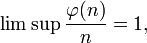 lim sup φ(n)/n = 1,